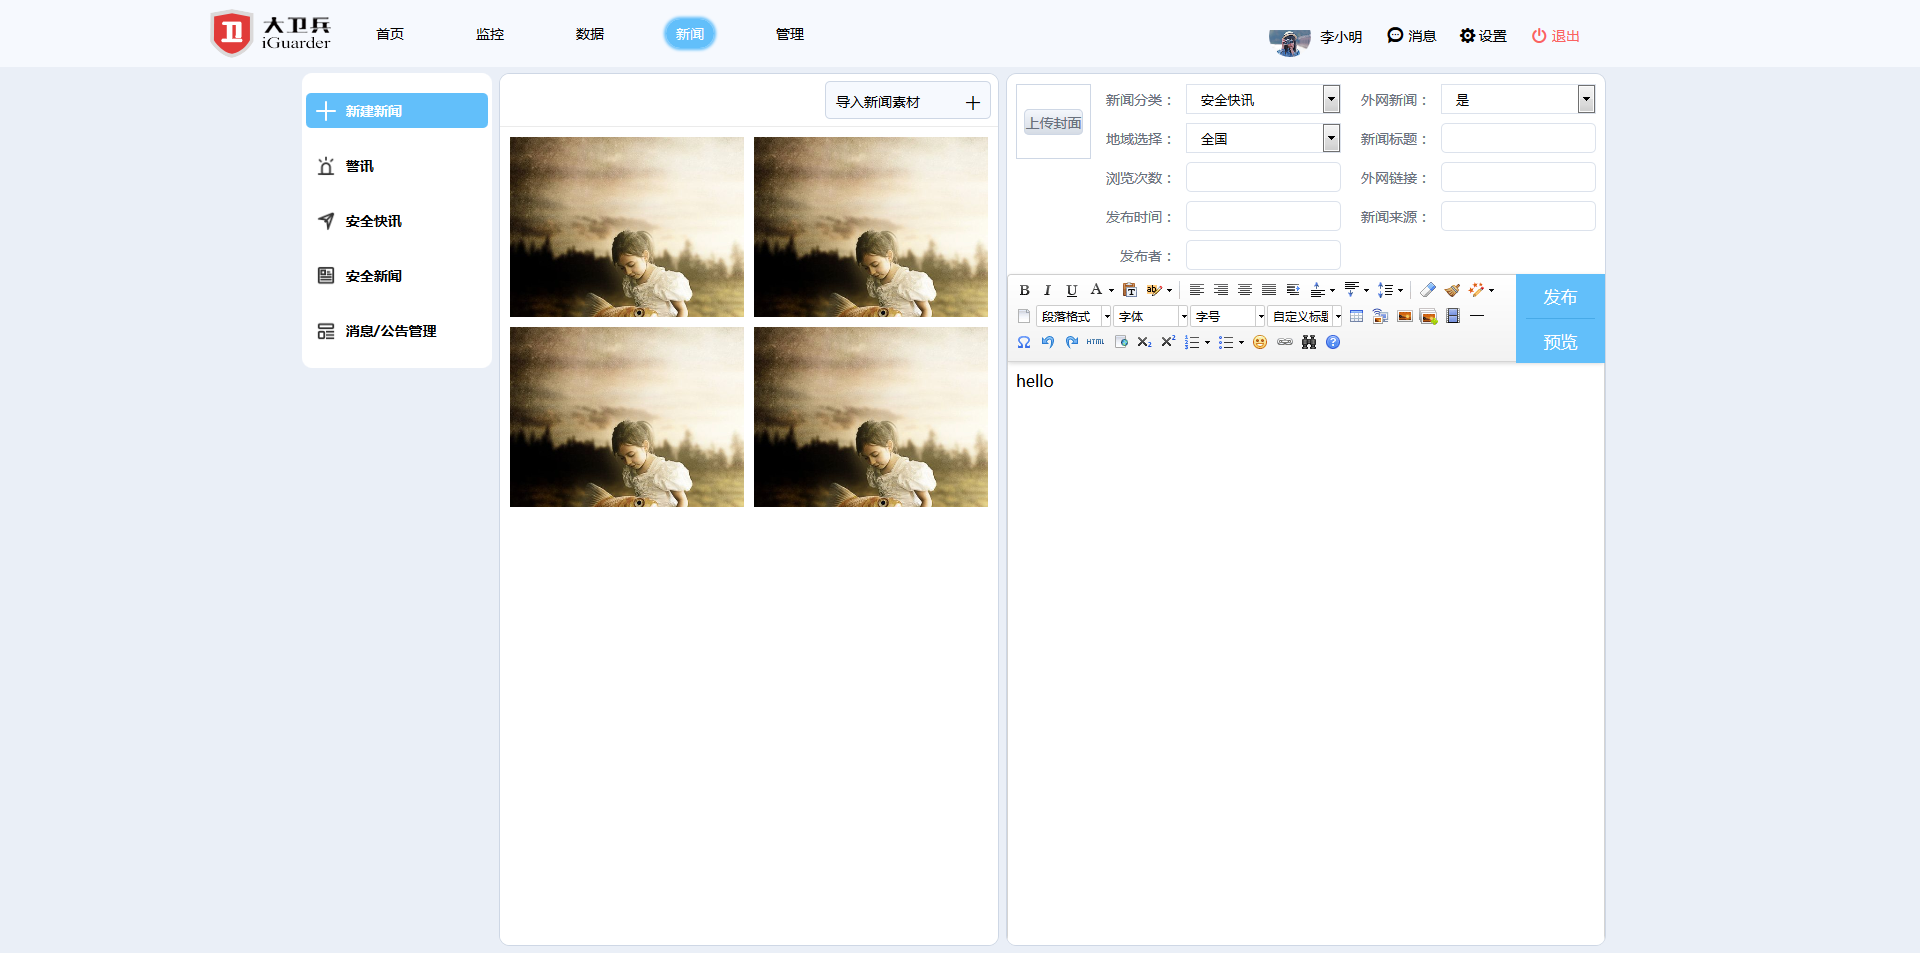 大卫兵
iGuarder
首页 监控 数据 新闻 管理
李小明 消息 设置 退出
新建新闻
警讯
安全快讯
安全新闻
消息/公告管理
导入新闻素材
上传封面
新闻分类： 安全快讯 外网新闻： 是
地域选择： 全国 新闻标题：
浏览次数： 外网链接：
发布时间： 新闻来源：
发布者：
B I U A ab
段落格式 字体 字号 自定义标题
Ω HTML X₂ X²
发布
预览
hello